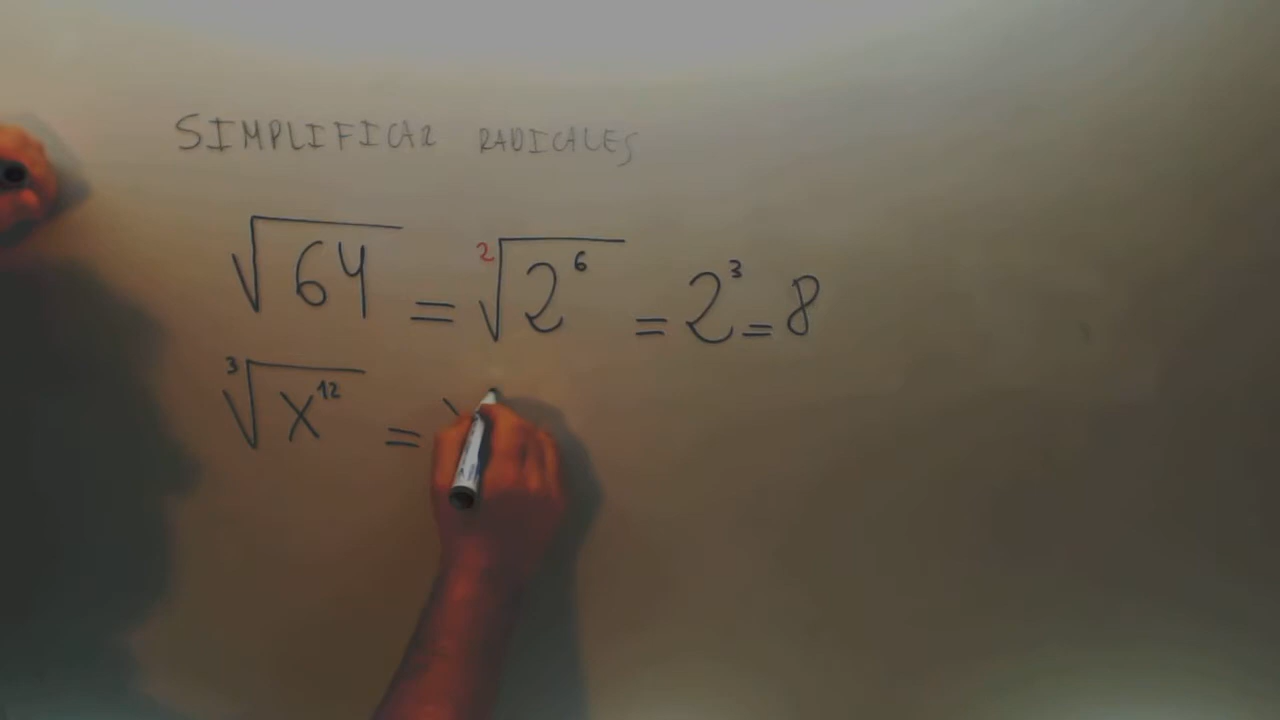 SIMPLIFICAR RADICALES
√64 = ²√2⁶ = 2³ = 8
³√x¹² =